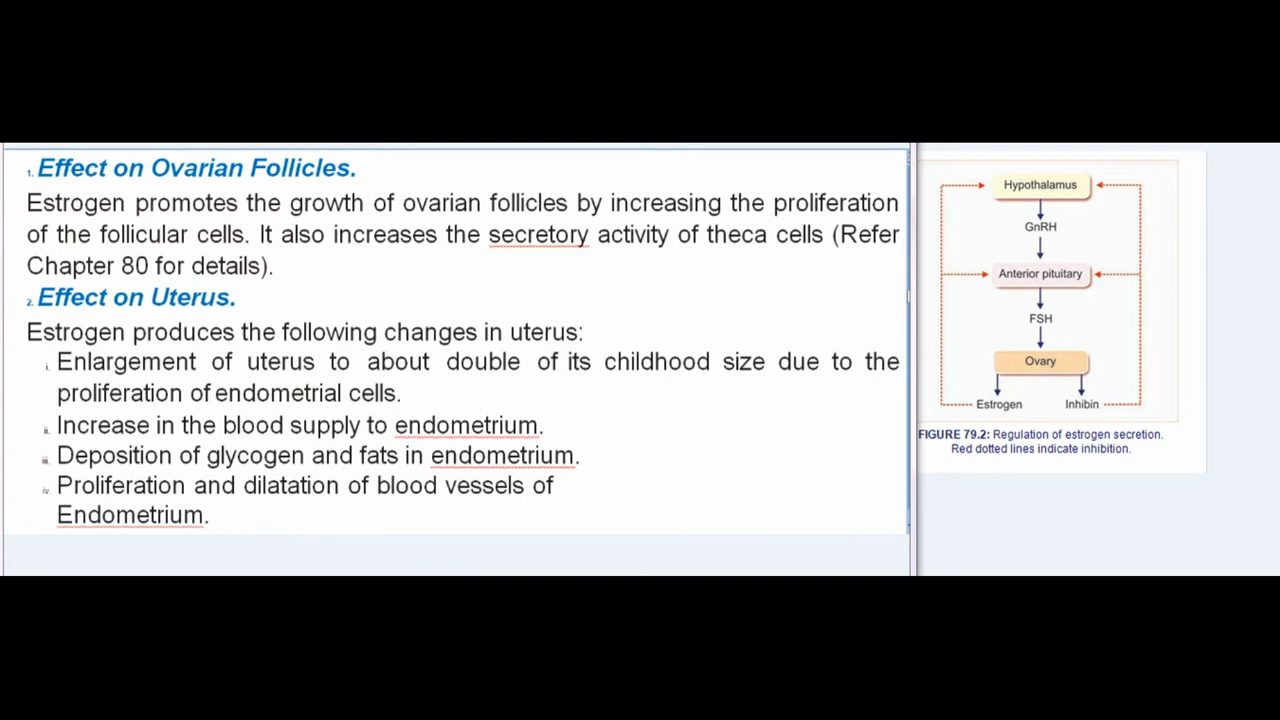 1. Effect on Ovarian Follicles.
Estrogen promotes the growth of ovarian follicles by increasing the proliferation
of the follicular cells. It also increases the secretory activity of theca cells (Refer
Chapter 80 for details).
2. Effect on Uterus.
Estrogen produces the following changes in uterus:
i. Enlargement of uterus to about double of its childhood size due to the
proliferation of endometrial cells.
ii. Increase in the blood supply to endometrium.
iii. Deposition of glycogen and fats in endometrium.
iv. Proliferation and dilatation of blood vessels of
Endometrium.
Hypothalamus
GnRH
Anterior pituitary
FSH
Ovary
Estrogen Inhibin
FIGURE 79.2: Regulation of estrogen secretion.
Red dotted lines indicate inhibition.